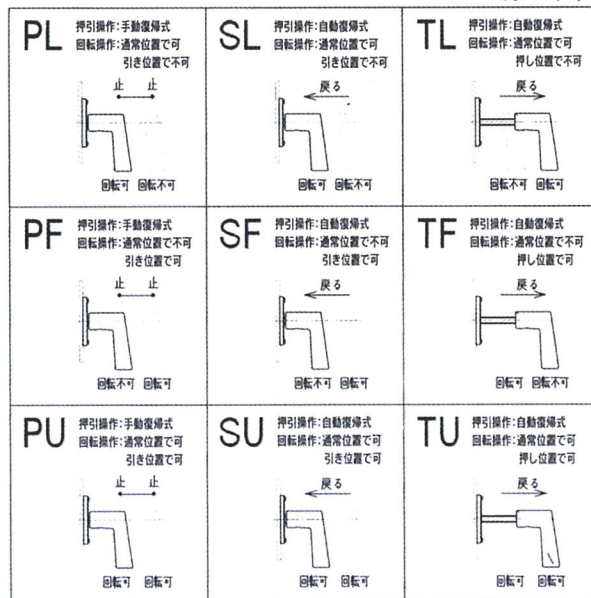 PL
押引操作:手動復帰式
回転操作:通常位置で可
引き位置で不可
止 止
回転可 回転不可
SL
押引操作:自動復帰式
回転操作:通常位置で可
引き位置で不可
戻る
回転可 回転不可
TL
押引操作:自動復帰式
回転操作:通常位置で可
押し位置で不可
戻る
回転不可 回転可
PF
押引操作:手動復帰式
回転操作:通常位置で不可
引き位置で可
止 止
回転不可 回転可
SF
押引操作:自動復帰式
回転操作:通常位置で不可
引き位置で可
戻る
回転不可 回転可
TF
押引操作:自動復帰式
回転操作:通常位置で不可
押し位置で可
戻る
回転可 回転不可
PU
押引操作:手動復帰式
回転操作:通常位置で可
引き位置で可
止 止
回転可 回転可
SU
押引操作:自動復帰式
回転操作:通常位置で可
引き位置で可
戻る
回転可 回転可
TU
押引操作:自動復帰式
回転操作:通常位置で可
押し位置で可
戻る
回転可 回転可